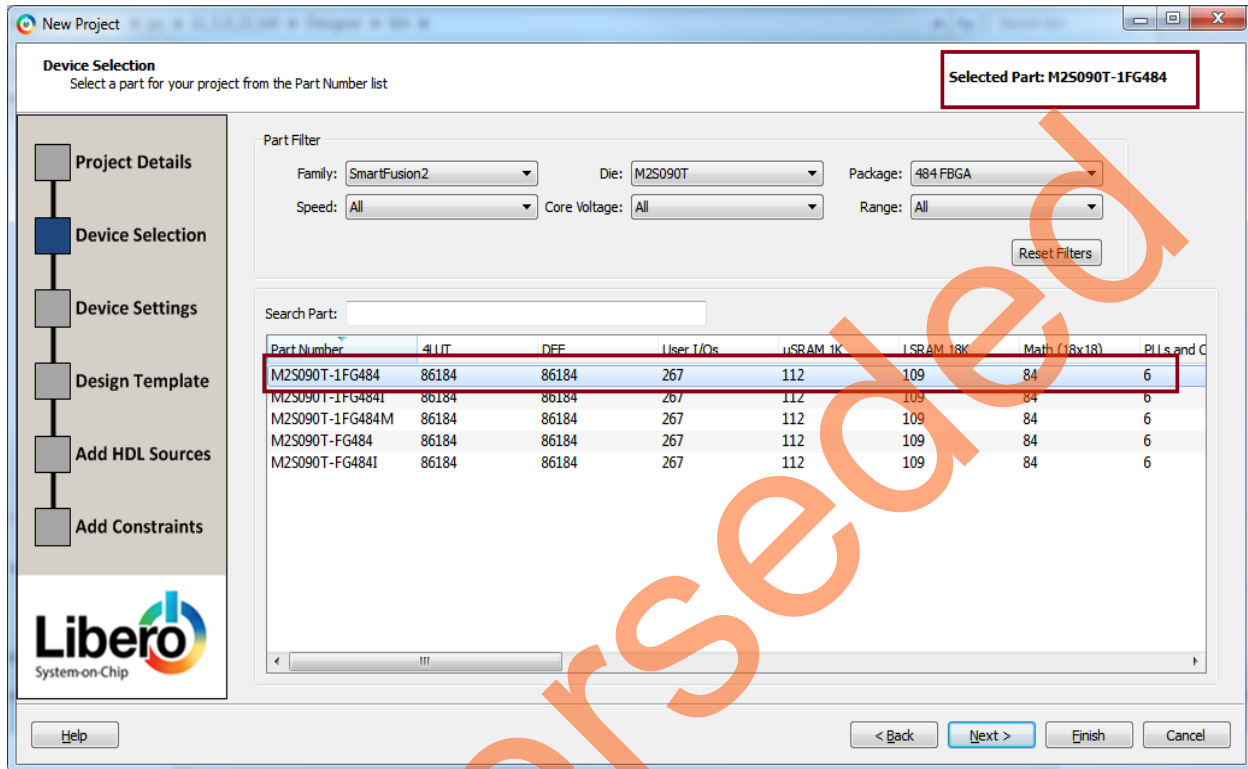 New Project
Device Selection
Select a part for your project from the Part Number list
Selected Part: M2S090T-1FG484
Project Details
Device Selection
Device Settings
Design Template
Add HDL Sources
Add Constraints
Libero
System-on-Chip
Part Filter
Family: SmartFusion2 Die: M2S090T Package: 484 FBGA
Speed: All Core Voltage: All Range: All
Reset Filters
Search Part:
Part Number 4LUT DFF User I/Os uSRAM 1K LSRAM 18K Math (18x18) PLLs and C
M2S090T-1FG484 86184 86184 267 112 109 84 6
M2S090T-1FG484I 86184 86184 267 112 109 84 6
M2S090T-1FG484M 86184 86184 267 112 109 84 6
M2S090T-FG484 86184 86184 267 112 109 84 6
M2S090T-FG484I 86184 86184 267 112 109 84 6
Help < Back Next > Finish Cancel
rseded